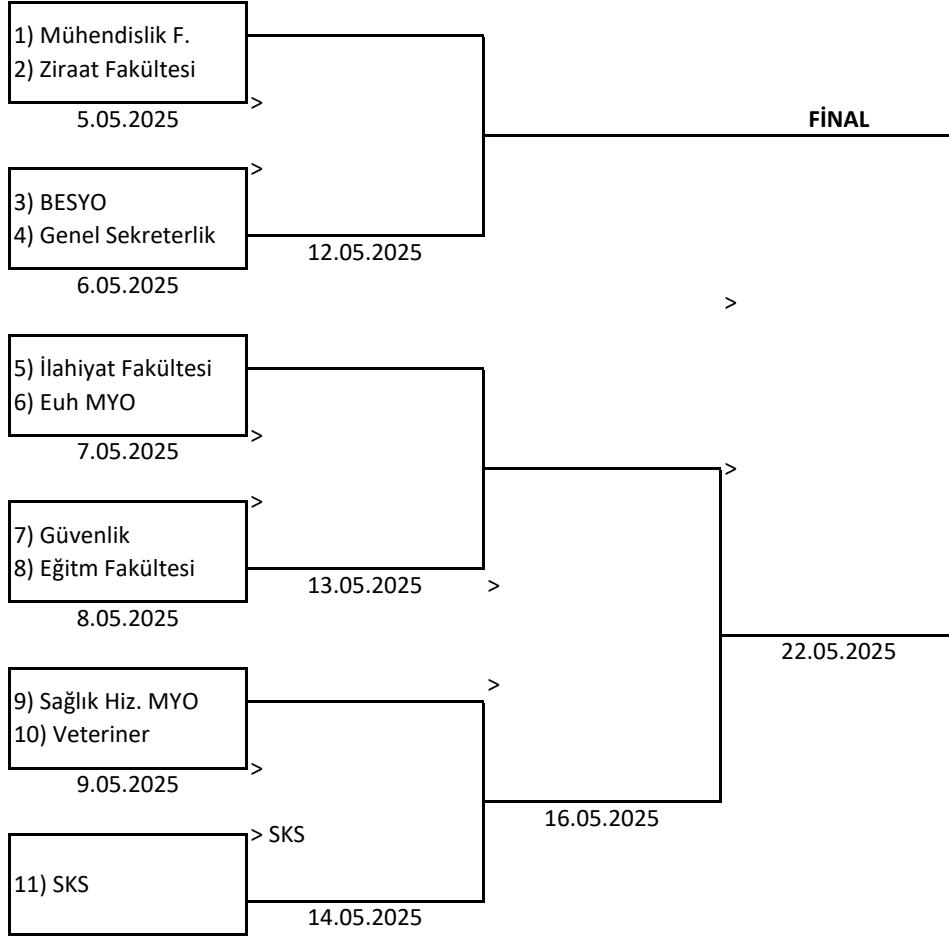 1) Mühendislik F.
2) Ziraat Fakültesi
>
5.05.2025
FİNAL
>
3) BESYO
4) Genel Sekreterlik
12.05.2025
6.05.2025
>
5) İlahiyat Fakültesi
6) Euh MYO
>
7.05.2025
>
>
7) Güvenlik
8) Eğitm Fakültesi
13.05.2025
>
8.05.2025
22.05.2025
>
9) Sağlık Hiz. MYO
10) Veteriner
>
9.05.2025
16.05.2025
> SKS
11) SKS
14.05.2025